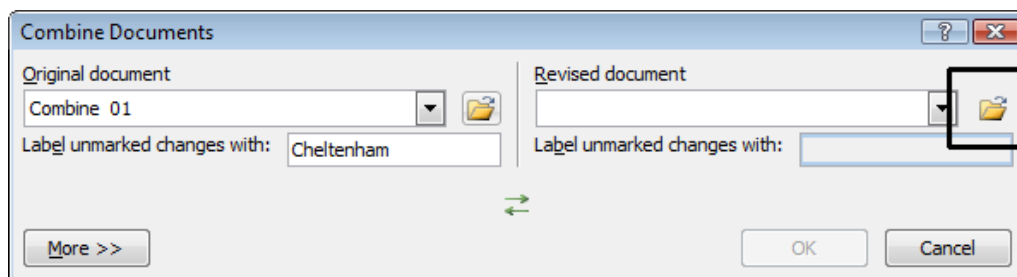 Combine Documents
Original document
Revised document
Combine 01
Label unmarked changes with: Cheltenham
Label unmarked changes with:
More >>
OK
Cancel